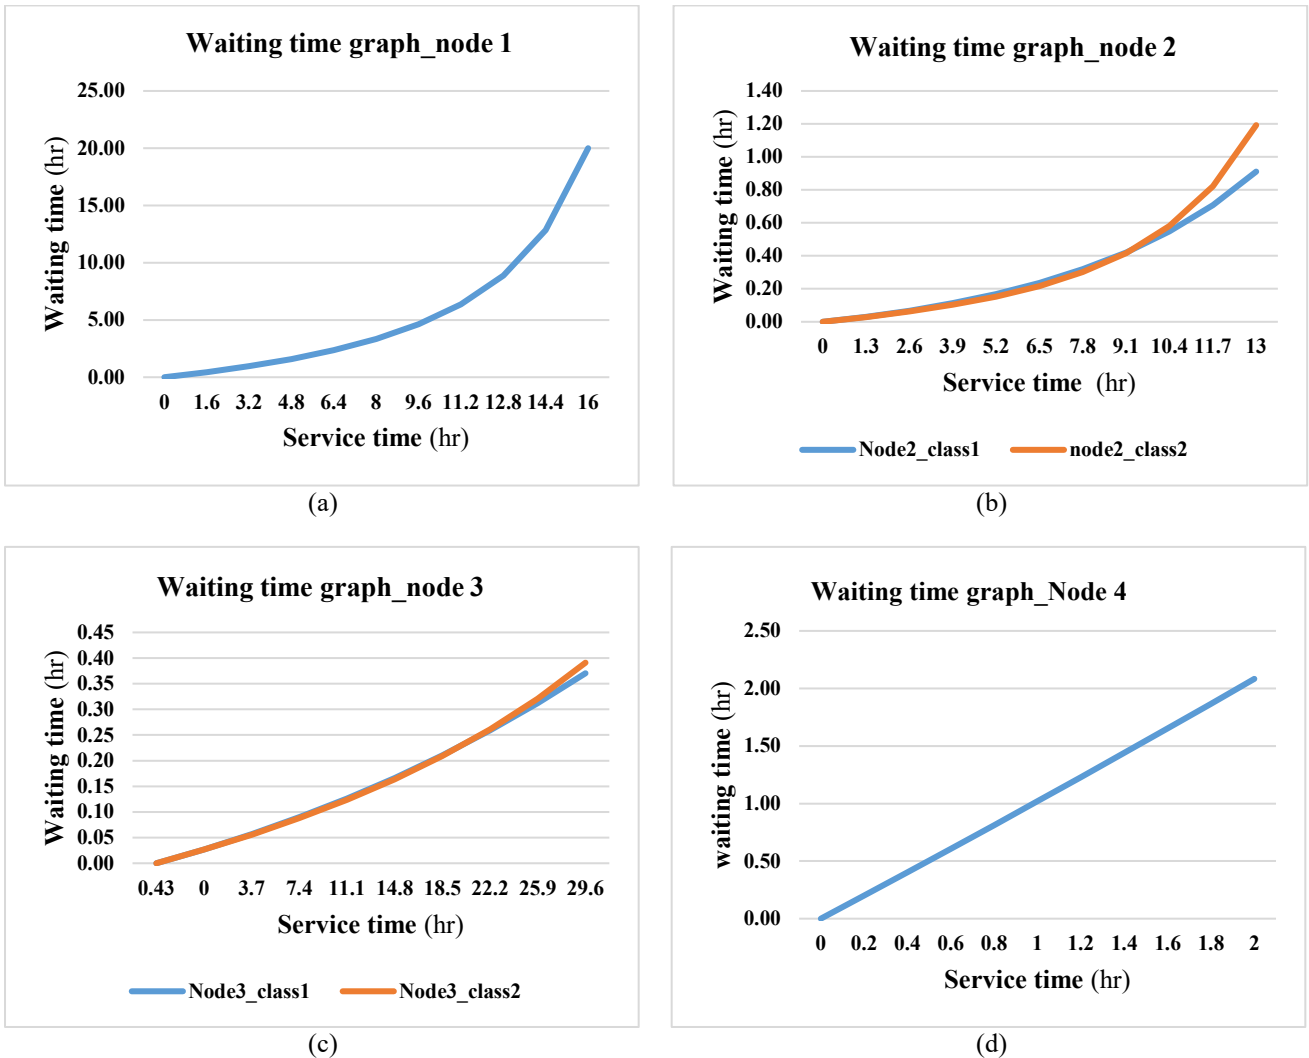 Waiting time graph_node 1
25.00
20.00
15.00
10.00
5.00
0.00
Waiting time (hr)
0 1.6 3.2 4.8 6.4 8 9.6 11.2 12.8 14.4 16
Service time (hr)
(a)
Waiting time graph_node 2
1.40
1.20
1.00
0.80
0.60
0.40
0.20
0.00
Waiting time (hr)
0 1.3 2.6 3.9 5.2 6.5 7.8 9.1 10.4 11.7 13
Service time (hr)
Node2_class1 node2_class2
(b)
Waiting time graph_node 3
0.45
0.40
0.35
0.30
0.25
0.20
0.15
0.10
0.05
0.00
Waiting time (hr)
0.43 0 3.7 7.4 11.1 14.8 18.5 22.2 25.9 29.6
Service time (hr)
Node3_class1 Node3_class2
(c)
Waiting time graph_Node 4
2.50
2.00
1.50
1.00
0.50
0.00
waiting time (hr)
0 0.2 0.4 0.6 0.8 1 1.2 1.4 1.6 1.8 2
Service time (hr)
(d)